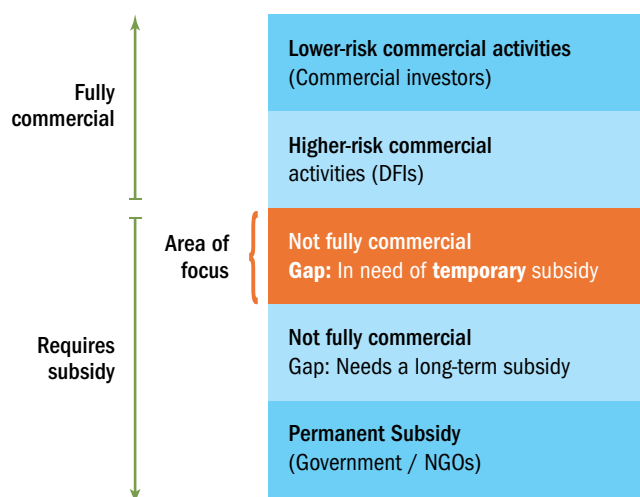 Fully
commercial
Lower-risk commercial activities
(Commercial investors)
Higher-risk commercial
activities (DFIs)
Area of
focus
Not fully commercial
Gap: In need of temporary subsidy
Requires
subsidy
Not fully commercial
Gap: Needs a long-term subsidy
Permanent Subsidy
(Government / NGOs)